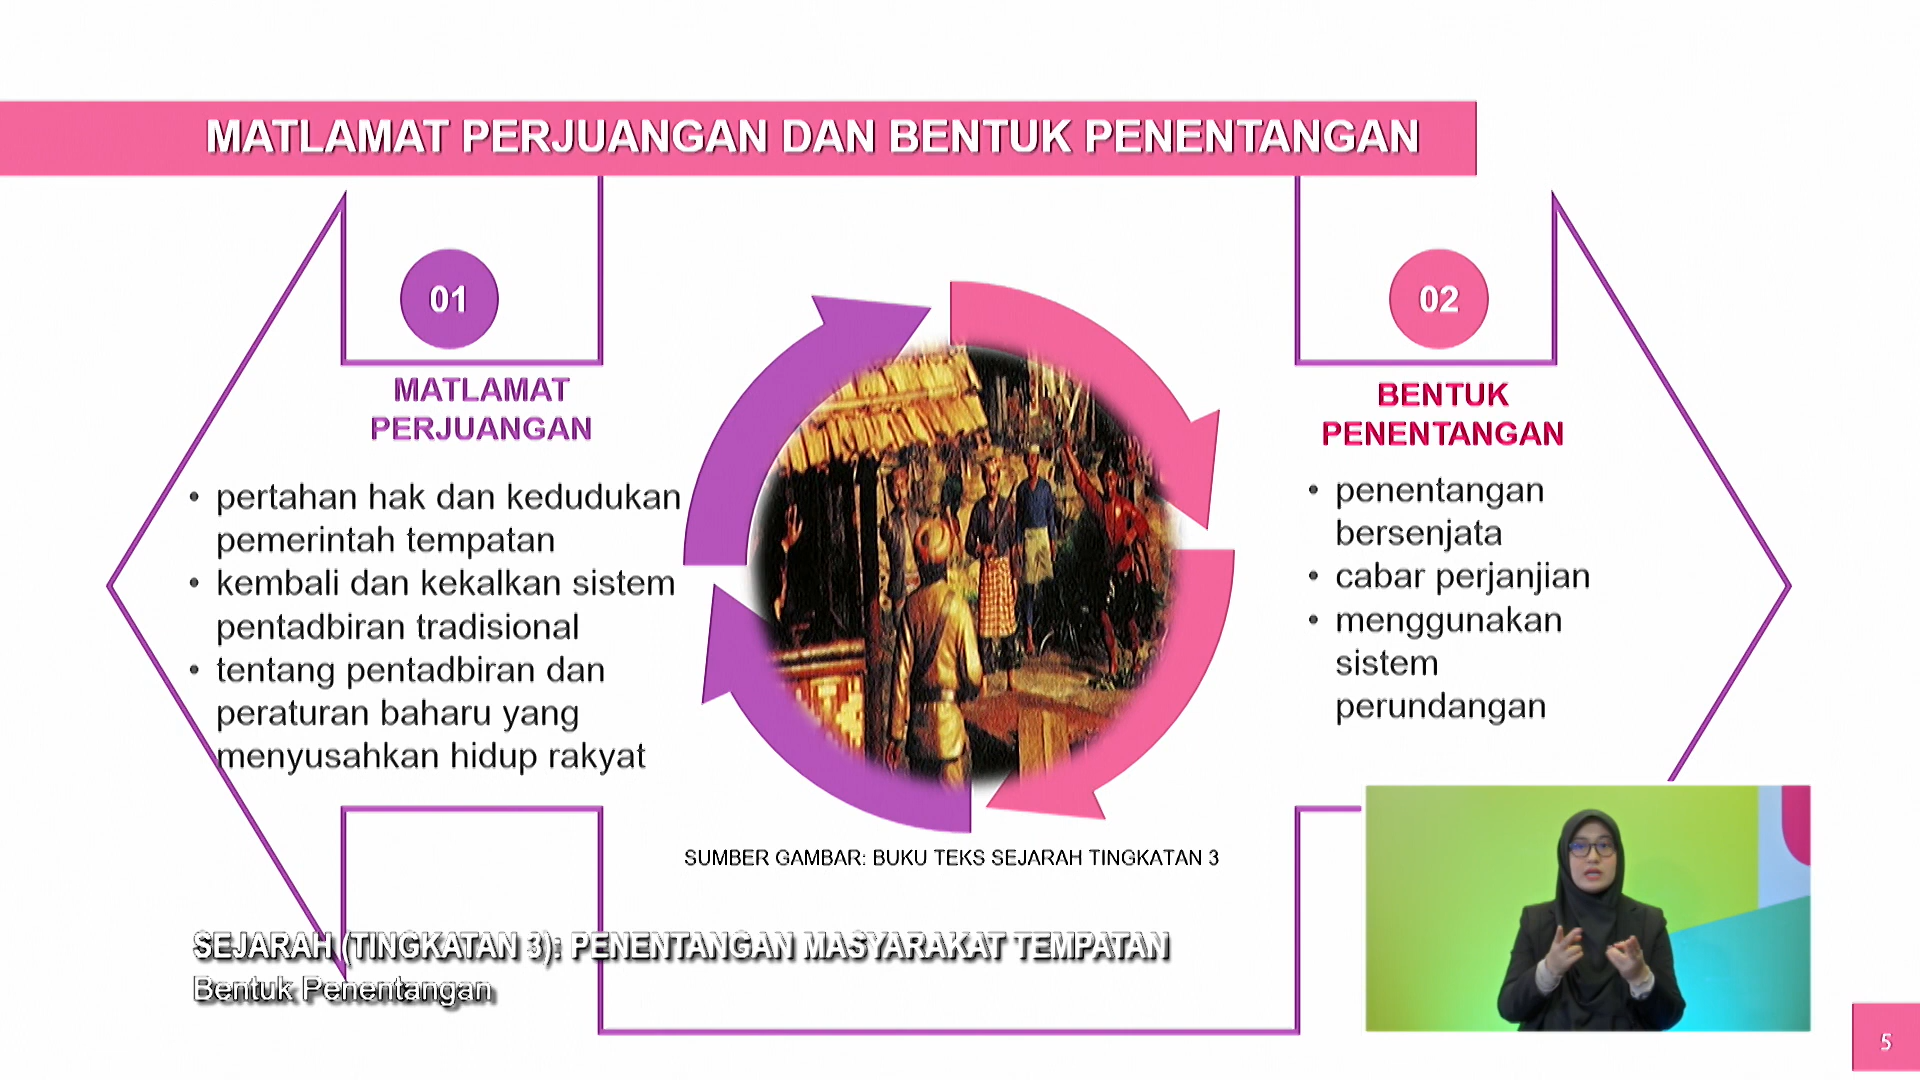 MATLAMAT PERJUANGAN DAN BENTUK PENENTANGAN
01
MATLAMAT
PERJUANGAN
• pertahan hak dan kedudukan
pemerintah tempatan
• kembali dan kekalkan sistem
pentadbiran tradisional
• tentang pentadbiran dan
peraturan baharu yang
menyusahkan hidup rakyat
02
BENTUK
PENENTANGAN
• penentangan
bersenjata
• cabar perjanjian
• menggunakan
sistem
perundangan
SUMBER GAMBAR: BUKU TEKS SEJARAH TINGKATAN 3
SEJARAH (TINGKATAN 3): PENENTANGAN MASYARAKAT TEMPATAN
Bentuk Penentangan
5